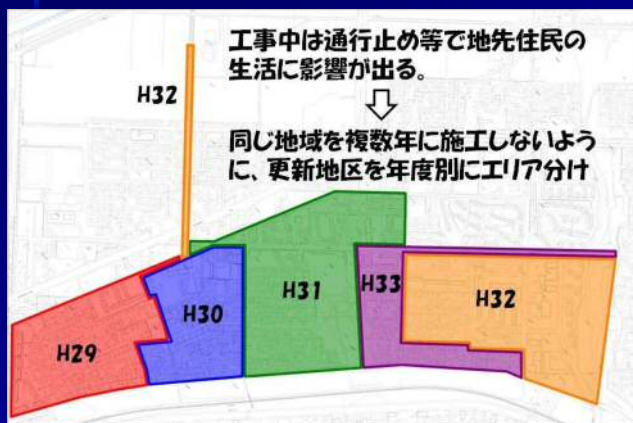 工事中は通行止め等で地先住民の
生活に影響が出る。
H32
同じ地域を複数年に施工しないよう
に、更新地区を年度別にエリア分け
H31
H33
H32
H30
H29